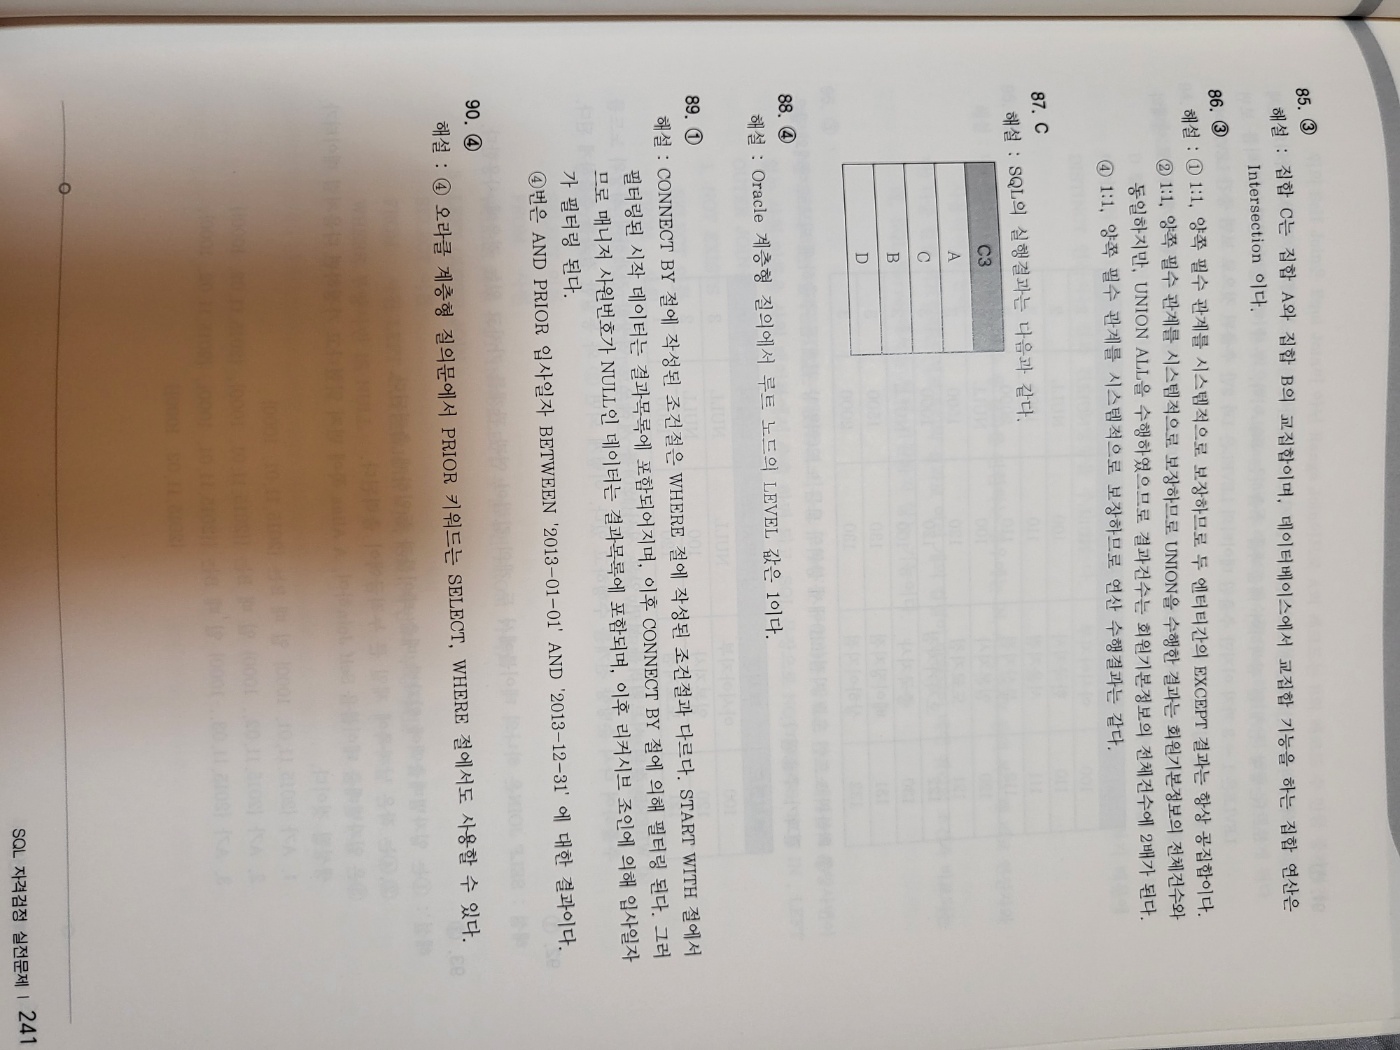 85. ③
해설 : 집합 C는 집합 A와 집합 B의 교집합이며, 데이터베이스에서 교집합 기능을 하는 집합 연산은
Intersection 이다.
86. ③
해설 : ① 1:1, 양쪽 필수 관계를 시스템적으로 보장하므로 두 엔터티간의 EXCEPT 결과는 항상 공집합이다.
② 1:1, 양쪽 필수 관계를 시스템적으로 보장하므로 UNION을 수행한 결과는 회원기본정보의 전체건수와
동일하지만, UNION ALL을 수행하였으므로 결과건수는 회원기본정보의 전체건수에 2배가 된다.
④ 1:1, 양쪽 필수 관계를 시스템적으로 보장하므로 연산 수행결과는 같다.
87. C
해설 : SQL의 실행결과는 다음과 같다.
C3
A
C
B
D
88. ④
해설 : Oracle 계층형 질의에서 루트 노드의 LEVEL 값은 1이다.
89. ①
해설 : CONNECT BY 절에 작성된 조건절은 WHERE 절에 작성된 조건절과 다르다. START WITH 절에서
필터링된 시작 데이터는 결과목록에 포함되어지며, 이후 CONNECT BY 절에 의해 필터링 된다. 그러
므로 매니저 사원번호가 NULL인 데이터는 결과목록에 포함되며, 이후 리커시브 조인에 의해 입사일자
가 필터링 된다.
④번은 AND PRIOR 입사일자 BETWEEN '2013-01-01' AND '2013-12-31' 에 대한 결과이다.
90. ④
해설 : ④ 오라클 계층형 질의문에서 PRIOR 키워드는 SELECT, WHERE 절에서도 사용할 수 있다.
SQL 자격검정 실전문제 | 241